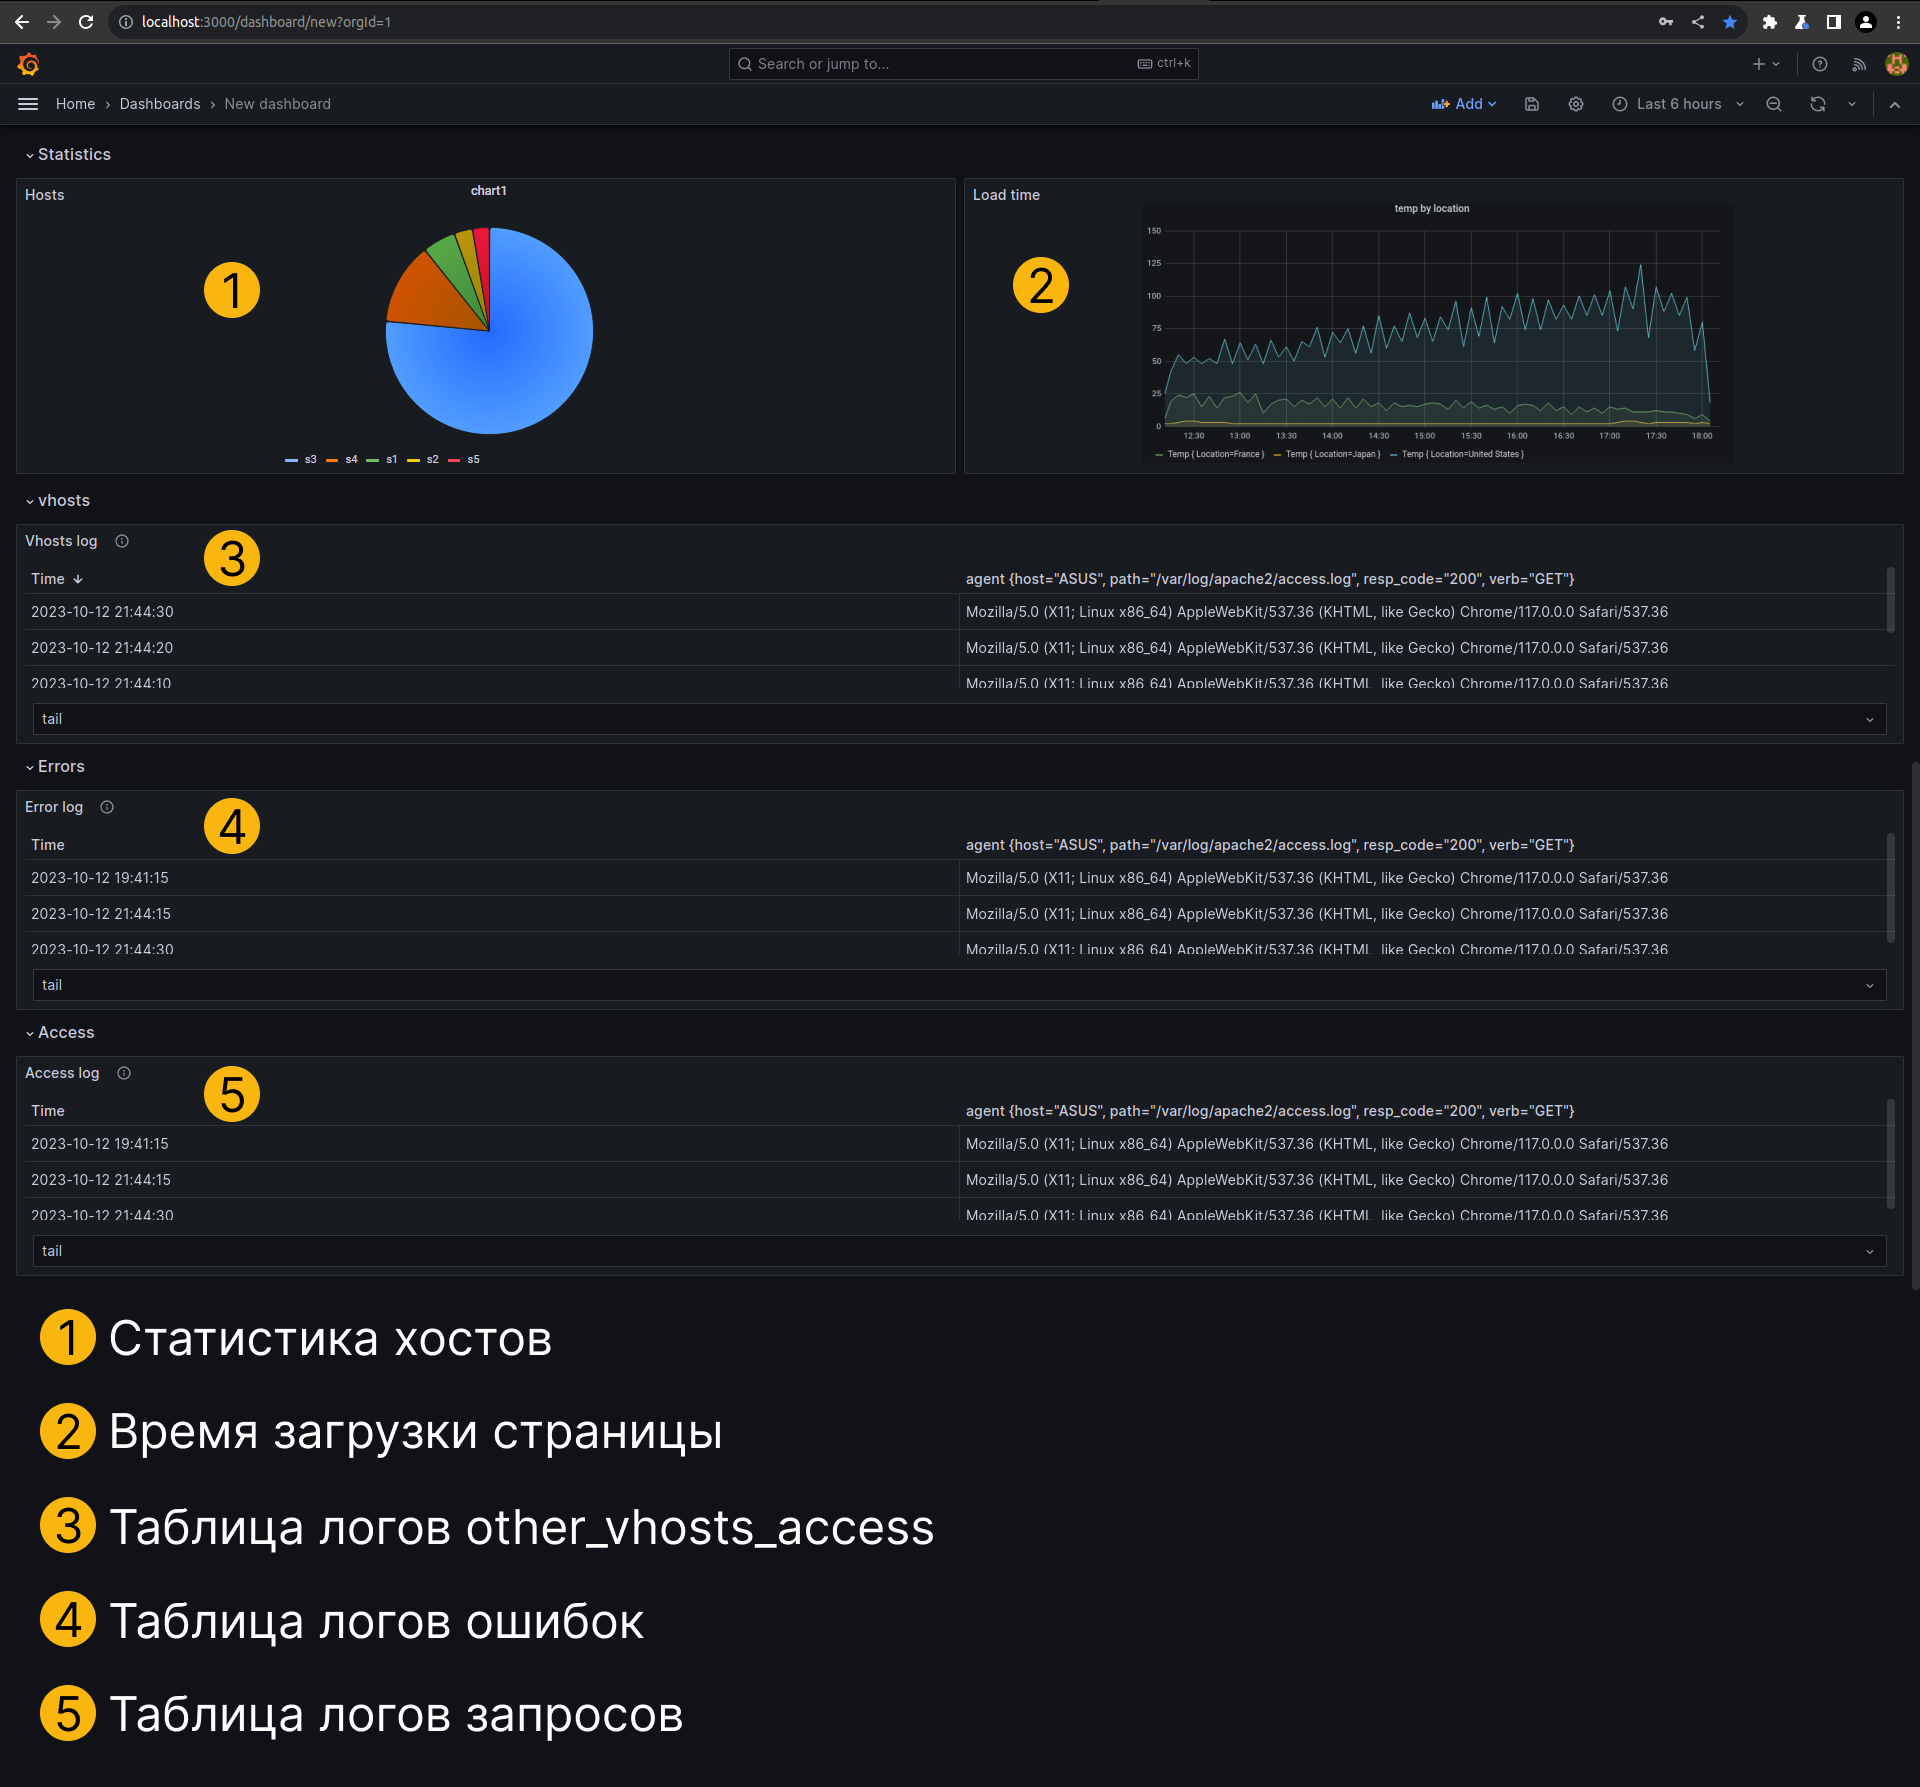 localhost:3000/dashboard/new?orgId=1
Search or jump to...
ctrl+k
Home › Dashboards › New dashboard
Add
Last 6 hours
Statistics
Hosts
chart1
1
s3 s4 s1 s2 s5
Load time
temp by location
2
150
125
100
75
50
25
0
12:30 13:00 13:30 14:00 14:30 15:00 15:30 16:00 16:30 17:00 17:30 18:00
Temp { Location=France } Temp { Location=Japan } Temp { Location=United States }
vhosts
Vhosts log
3
Time agent {host="ASUS", path="/var/log/apache2/access.log", resp_code="200", verb="GET"}
2023-10-12 21:44:30 Mozilla/5.0 (X11; Linux x86_64) AppleWebKit/537.36 (KHTML, like Gecko) Chrome/117.0.0.0 Safari/537.36
2023-10-12 21:44:20 Mozilla/5.0 (X11; Linux x86_64) AppleWebKit/537.36 (KHTML, like Gecko) Chrome/117.0.0.0 Safari/537.36
2023-10-12 21:44:10 Mozilla/5.0 (X11; Linux x86_64) AppleWebKit/537.36 (KHTML, like Gecko) Chrome/117.0.0.0 Safari/537.36
tail
Errors
Error log
4
Time agent {host="ASUS", path="/var/log/apache2/access.log", resp_code="200", verb="GET"}
2023-10-12 19:41:15 Mozilla/5.0 (X11; Linux x86_64) AppleWebKit/537.36 (KHTML, like Gecko) Chrome/117.0.0.0 Safari/537.36
2023-10-12 21:44:15 Mozilla/5.0 (X11; Linux x86_64) AppleWebKit/537.36 (KHTML, like Gecko) Chrome/117.0.0.0 Safari/537.36
2023-10-12 21:44:30 Mozilla/5.0 (X11; Linux x86_64) AppleWebKit/537.36 (KHTML, like Gecko) Chrome/117.0.0.0 Safari/537.36
tail
Access
Access log
5
Time agent {host="ASUS", path="/var/log/apache2/access.log", resp_code="200", verb="GET"}
2023-10-12 19:41:15 Mozilla/5.0 (X11; Linux x86_64) AppleWebKit/537.36 (KHTML, like Gecko) Chrome/117.0.0.0 Safari/537.36
2023-10-12 21:44:15 Mozilla/5.0 (X11; Linux x86_64) AppleWebKit/537.36 (KHTML, like Gecko) Chrome/117.0.0.0 Safari/537.36
2023-10-12 21:44:30 Mozilla/5.0 (X11; Linux x86_64) AppleWebKit/537.36 (KHTML, like Gecko) Chrome/117.0.0.0 Safari/537.36
tail
1 Статистика хостов
2 Время загрузки страницы
3 Таблица логов other_vhosts_access
4 Таблица логов ошибок
5 Таблица логов запросов